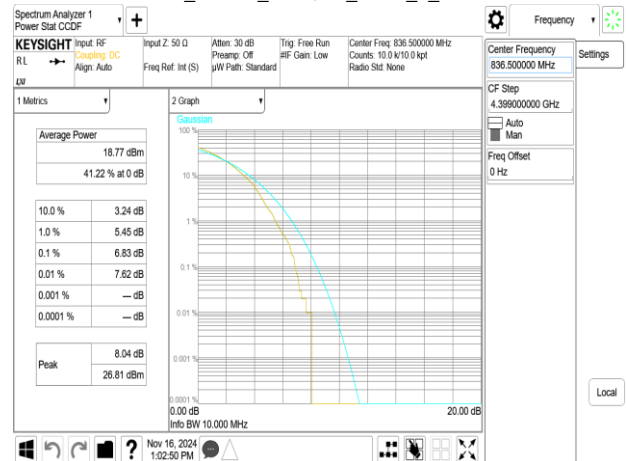 Spectrum Analyzer 1
Power Stat CCDF
Frequency
KEYSIGHT
RL
LXI
Input: RF
Coupling: DC
Align: Auto
Input Z: 50 Ω
Freq Ref: Int (S)
Atten: 30 dB
Preamp: Off
µW Path: Standard
Trig: Free Run
#IF Gain: Low
Center Freq: 836.500000 MHz
Counts: 10.0 k/10.0 kpt
Radio Std: None
Center Frequency
836.500000 MHz
Settings
CF Step
4.399000000 GHz
Auto
Man
Freq Offset
0 Hz
Local
1 Metrics
Average Power
18.77 dBm
41.22 % at 0 dB
10.0 % 3.24 dB
1.0 % 5.45 dB
0.1 % 6.83 dB
0.01 % 7.62 dB
0.001 % — dB
0.0001 % — dB
Peak
8.04 dB
26.81 dBm
2 Graph
Gaussian
100 %
10 %
1 %
0.1 %
0.01 %
0.001 %
0.0001 %
0.00 dB 20.00 dB
Info BW 10.000 MHz
?
Nov 16, 2024
1:02:50 PM